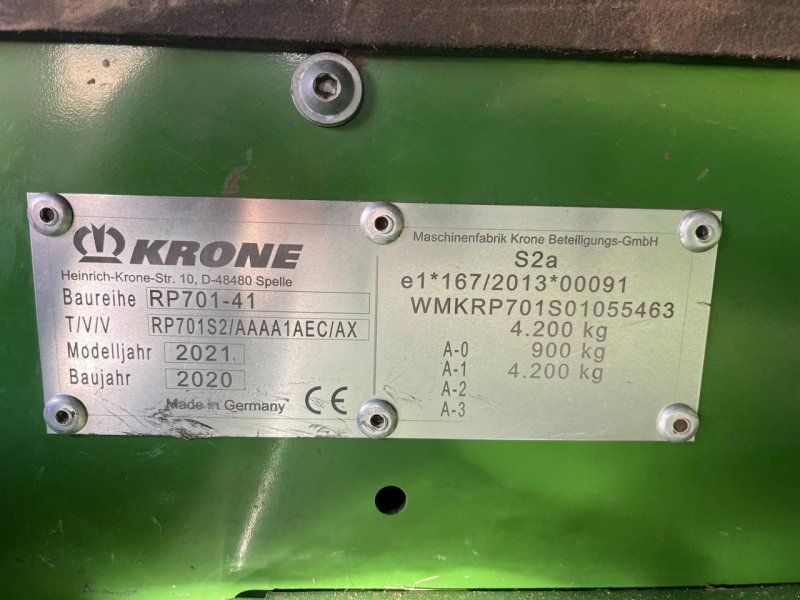 KRONE
Heinrich-Krone-Str. 10, D-48480 Spelle
Baureihe RP701-41
T/V/V RP701S2/AAAA1AEC/AX
Modelljahr 2021
Baujahr 2020
Made in Germany CE
Maschinenfabrik Krone Beteiligungs-GmbH
S2a
e1*167/2013*00091
WMKRP701S01055463
4.200 kg
A-0 900 kg
A-1 4.200 kg
A-2
A-3